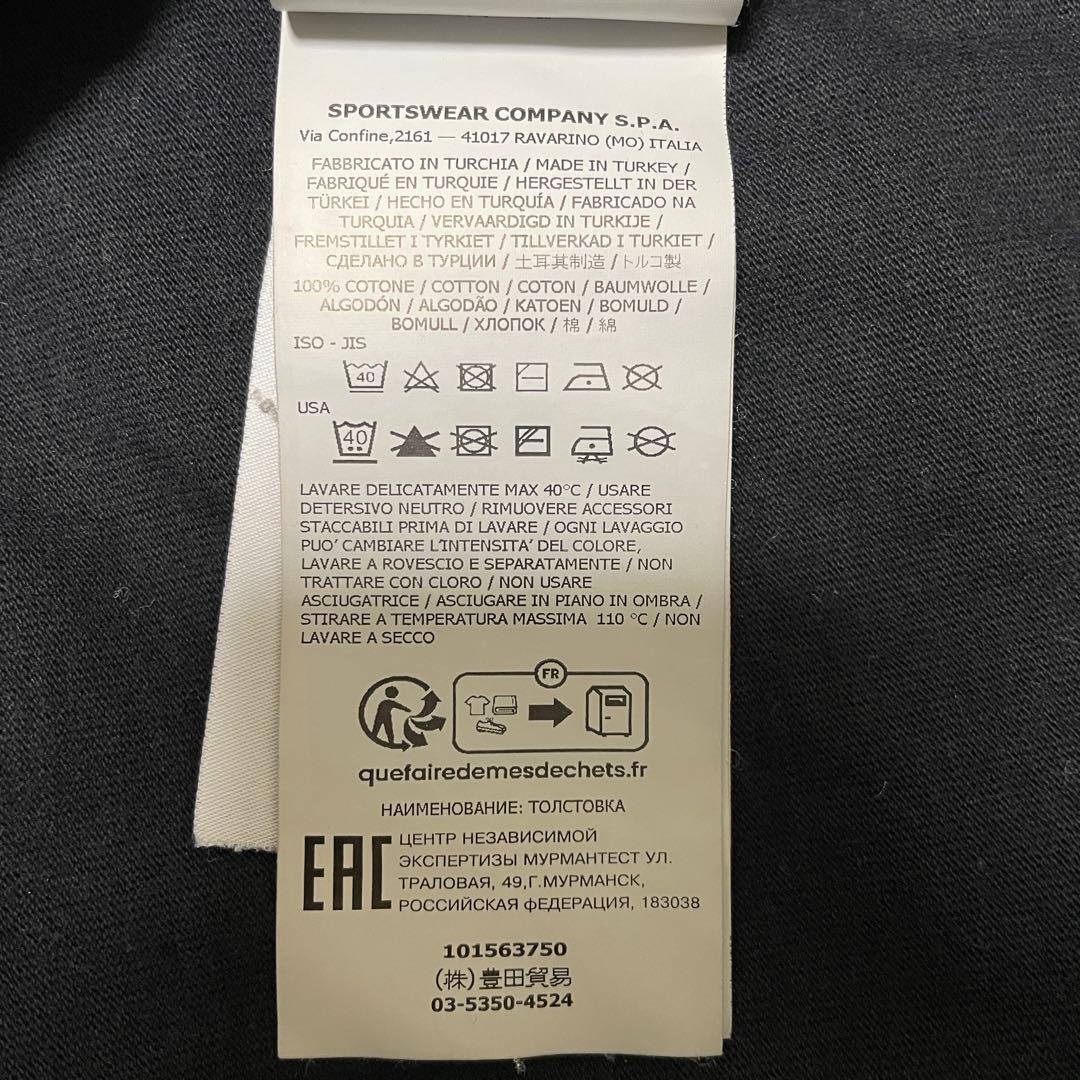 SPORTSWEAR COMPANY S.P.A.
Via Confine,2161 — 41017 RAVARINO (MO) ITALIA
FABBRICATO IN TURCHIA / MADE IN TURKEY /
FABRIQUÉ EN TURQUIE / HERGESTELLT IN DER
TÜRKEI / HECHO EN TURQUÍA / FABRICADO NA
TURQUIA / VERVAARDIGD IN TURKIJE /
FREMSTILLET I TYRKIET / TILLVERKAD I TURKIET /
СДЕЛАНО В ТУРЦИИ / 土耳其制造 / トルコ製
100% COTONE / COTTON / COTON / BAUMWOLLE /
ALGODÓN / ALGODÃO / KATOEN / BOMULD /
BOMULL / ХЛОПОК / 棉 / 綿
ISO - JIS
40
USA
40
LAVARE DELICATAMENTE MAX 40°C / USARE
DETERSIVO NEUTRO / RIMUOVERE ACCESSORI
STACCABILI PRIMA DI LAVARE / OGNI LAVAGGIO
PUO' CAMBIARE L'INTENSITA' DEL COLORE,
LAVARE A ROVESCIO E SEPARATAMENTE / NON
TRATTARE CON CLORO / NON USARE
ASCIUGATRICE / ASCIUGARE IN PIANO IN OMBRA /
STIRARE A TEMPERATURA MASSIMA 110 °C / NON
LAVARE A SECCO
FR
quefairedemesdechets.fr
НАИМЕНОВАНИЕ: ТОЛСТОВКА
EAC
ЦЕНТР НЕЗАВИСИМОЙ
ЭКСПЕРТИЗЫ МУРМАНТЕСТ УЛ.
ТРАЛОВАЯ, 49,Г.МУРМАНСК,
РОССИЙСКАЯ ФЕДЕРАЦИЯ, 183038
101563750
(株)豊田貿易
03-5350-4524